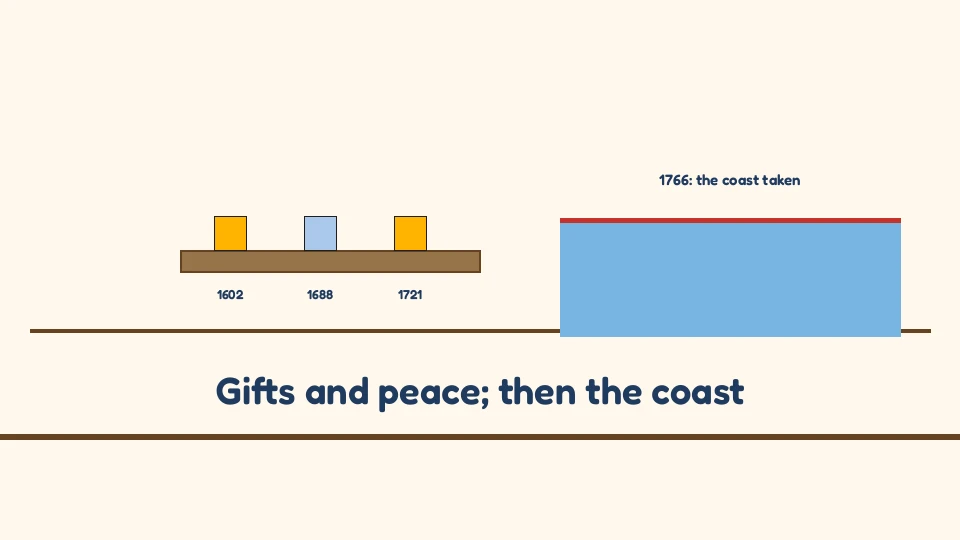 1766: the coast taken
1602 1688 1721
Gifts and peace; then the coast